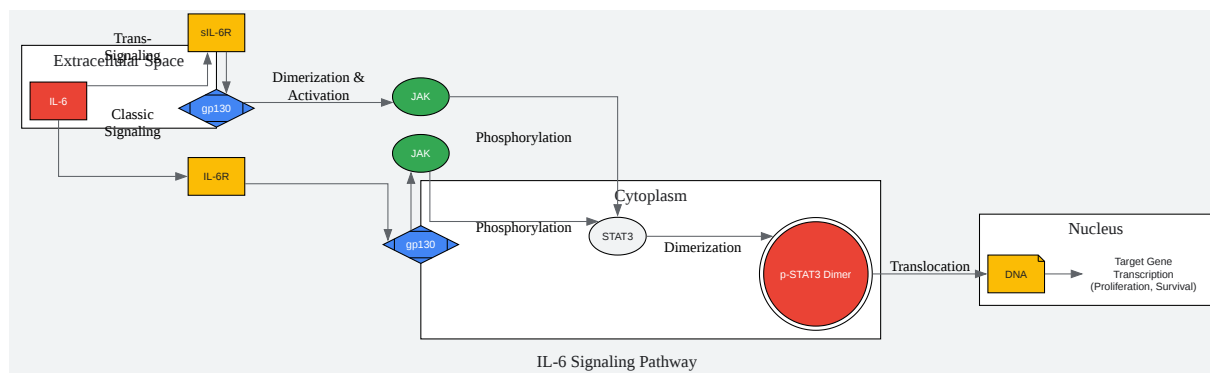 sIL-6R
Trans-
Signaling
Extracellular Space
IL-6
gp130
Classic
Signaling
Dimerization &
Activation
JAK
JAK
Phosphorylation
IL-6R
Cytoplasm
Phosphorylation
gp130
STAT3
Dimerization
p-STAT3 Dimer
Translocation
Nucleus
DNA
Target Gene
Transcription
(Proliferation, Survival)
IL-6 Signaling Pathway